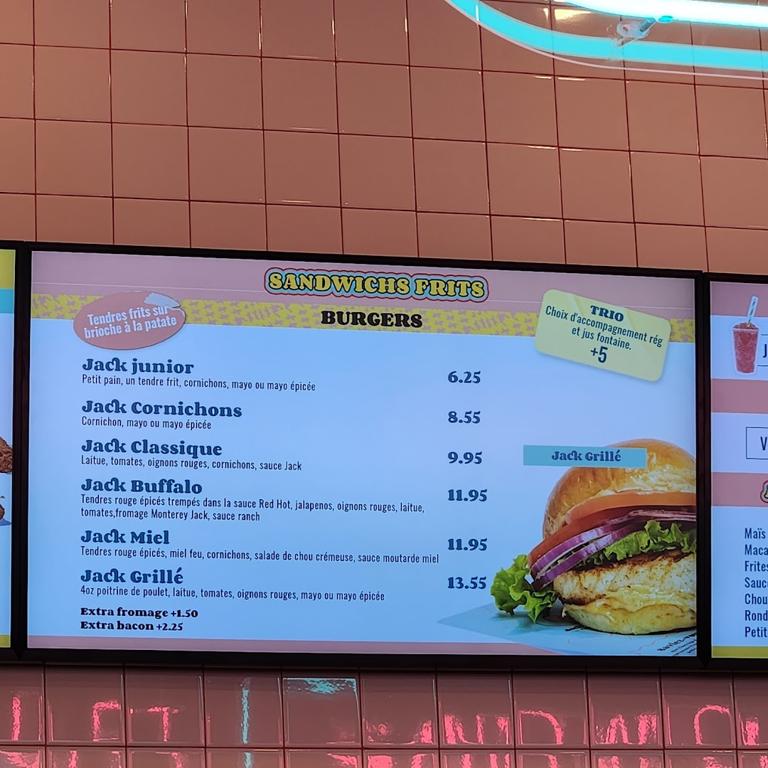 SANDWICHS FRITS
BURGERS
Tendres frits sur
brioche à la patate
TRIO
Choix d'accompagnement rég
et jus fontaine.
+5
Jack junior 6.25
Petit pain, un tendre frit, cornichons, mayo ou mayo épicée
Jack Cornichons 8.55
Cornichon, mayo ou mayo épicée
Jack Classique 9.95
Laitue, tomates, oignons rouges, cornichons, sauce Jack
Jack Buffalo 11.95
Tendres rouge épicés trempés dans la sauce Red Hot, jalapenos, oignons rouges, laitue,
tomates,fromage Monterey Jack, sauce ranch
Jack Miel 11.95
Tendres rouge épicés, miel feu, cornichons, salade de chou crémeuse, sauce moutarde miel
Jack Grillé 13.55
4oz poitrine de poulet, laitue, tomates, oignons rouges, mayo ou mayo épicée
Extra fromage +1.50
Extra bacon +2.25
Jack Grillé
J
V
Maïs
Maca
Frites
Sauc
Chou
Rond
Petit